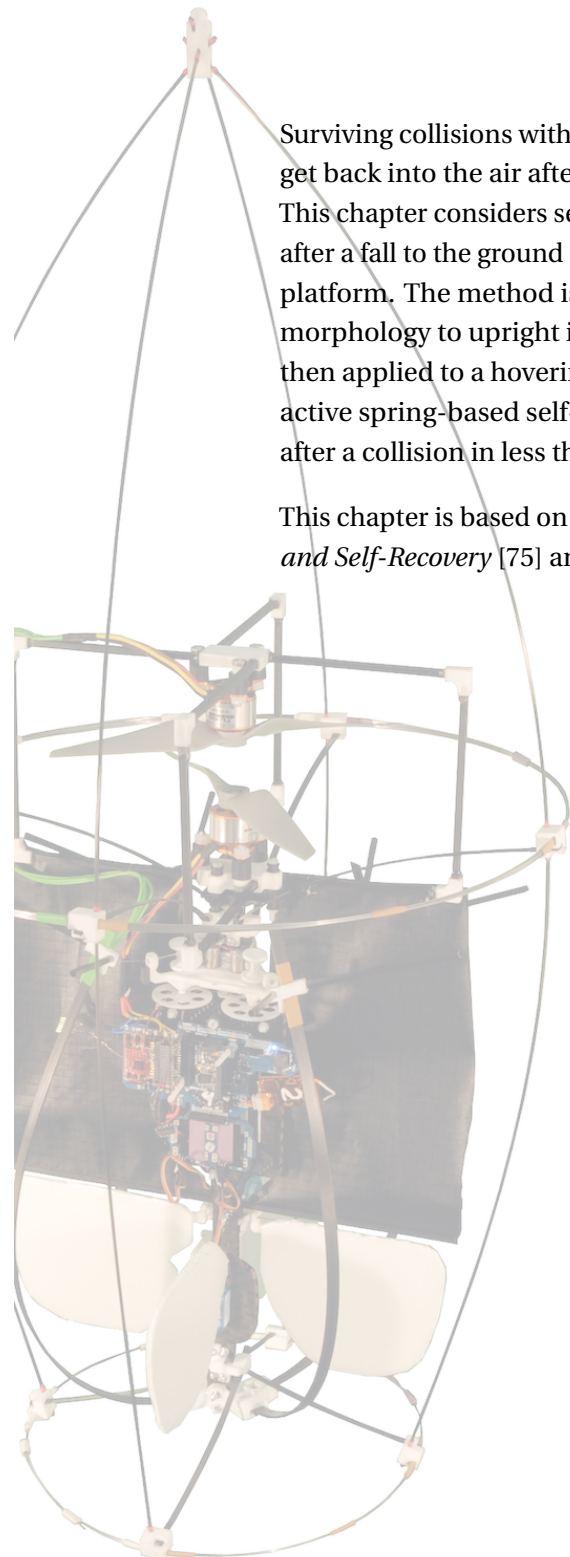 Surviving collisions with
get back into the air afte
This chapter considers se
after a fall to the ground
platform. The method i
morphology to upright i
then applied to a hoverin
active spring-based self-
after a collision in less th
This chapter is based on
and Self-Recovery [75] an